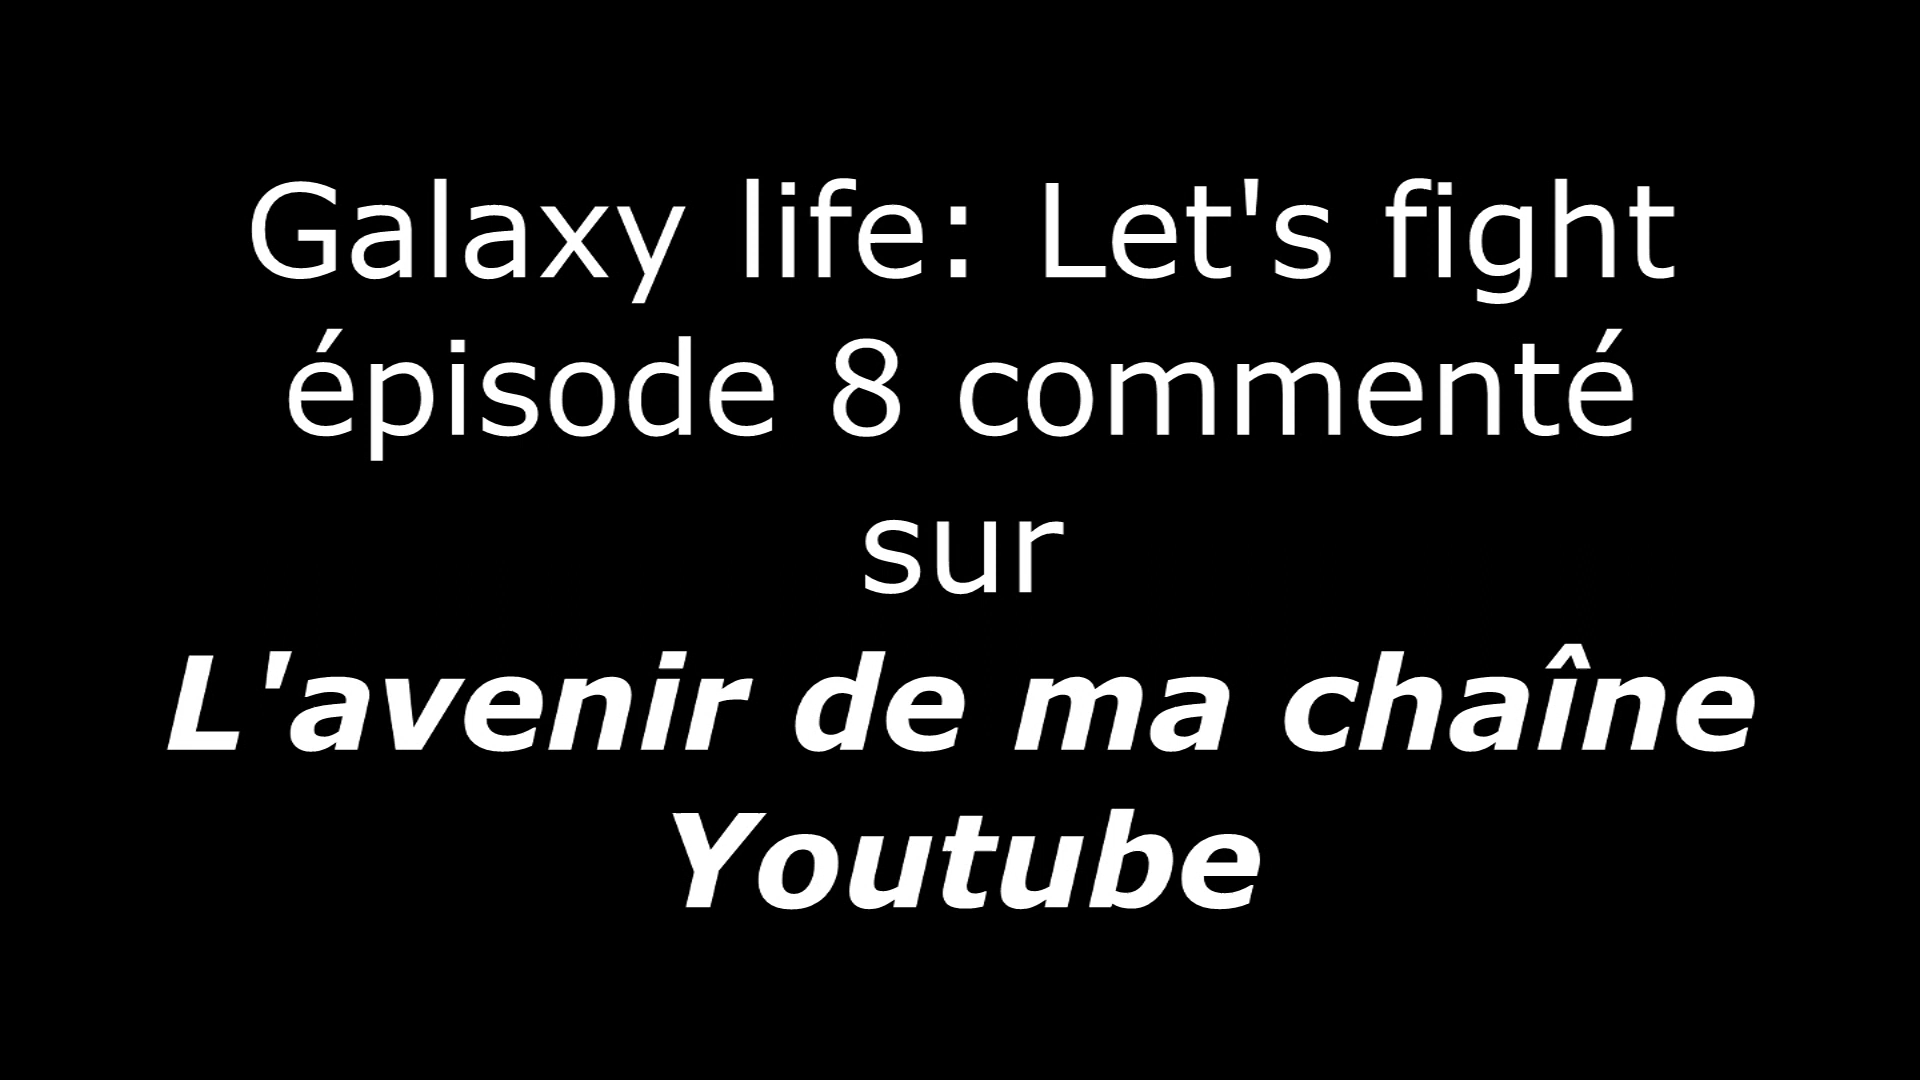 Galaxy life: Let's fight
épisode 8 commenté
sur
L'avenir de ma chaîne
Youtube